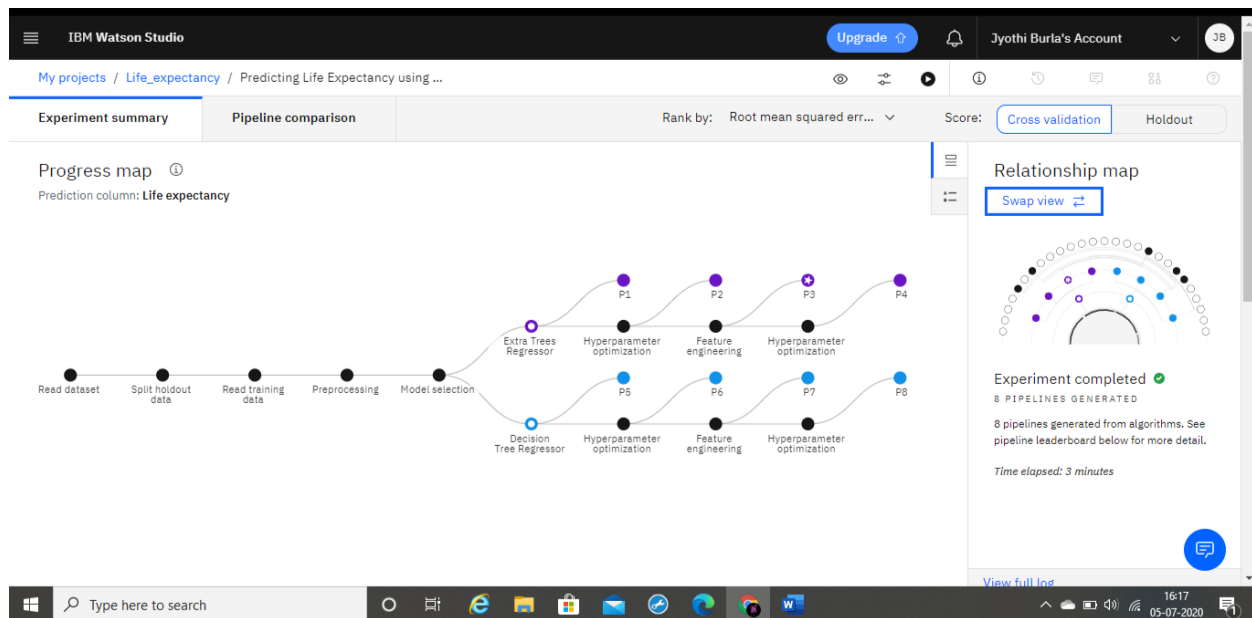 IBM Watson Studio
Upgrade
Jyothi Burla's Account
JB
My projects / Life_expectancy / Predicting Life Expectancy using ...
Experiment summary
Pipeline comparison
Rank by: Root mean squared err...
Score: Cross validation Holdout
Progress map
Prediction column: Life expectancy
Relationship map
Swap view
P1
P2
P3
P4
Extra Trees
Regressor
Hyperparameter
optimization
Feature
engineering
Hyperparameter
optimization
Read dataset
Split holdout
data
Read training
data
Preprocessing
Model selection
P5
P6
P7
P8
Decision
Tree Regressor
Hyperparameter
optimization
Feature
engineering
Hyperparameter
optimization
Experiment completed
8 PIPELINES GENERATED
8 pipelines generated from algorithms. See
pipeline leaderboard below for more detail.
Time elapsed: 3 minutes
View full log
Type here to search
16:17
05-07-2020